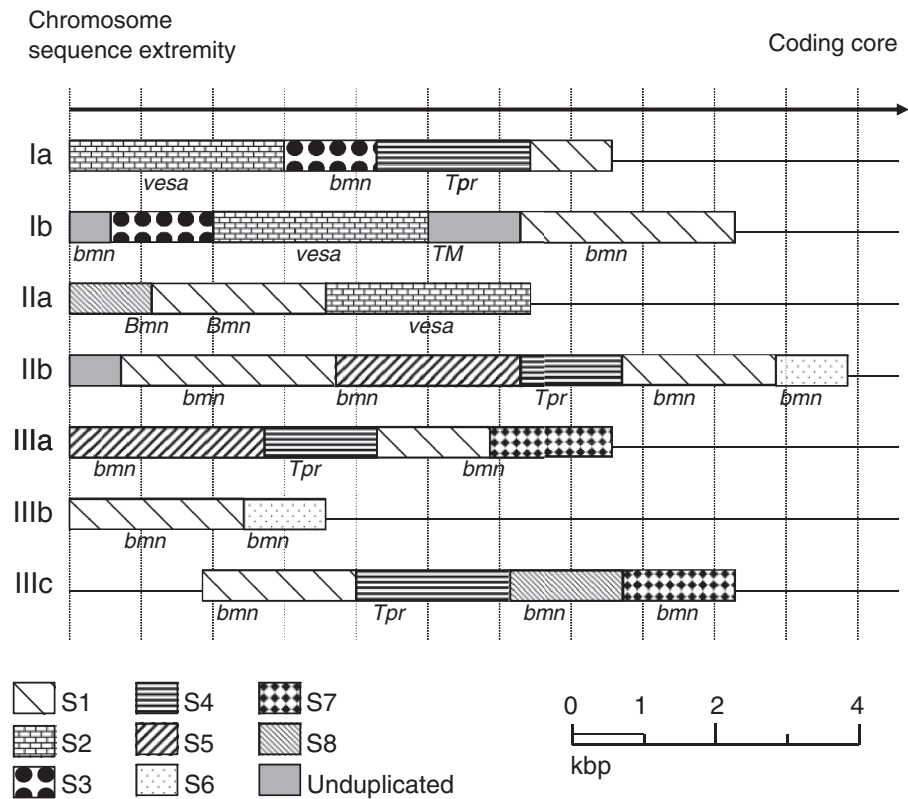 Chromosome
sequence extremity
Coding core
Ia
vesa bmn Tpr
Ib
bmn vesa TM bmn
IIa
Bmn Bmn vesa
IIb
bmn bmn Tpr bmn bmn
IIIa
bmn Tpr bmn
IIIb
bmn bmn
IIIc
bmn Tpr bmn bmn
S1 S4 S7
S2 S5 S8
S3 S6 Unduplicated
0 1 2 4
kbp